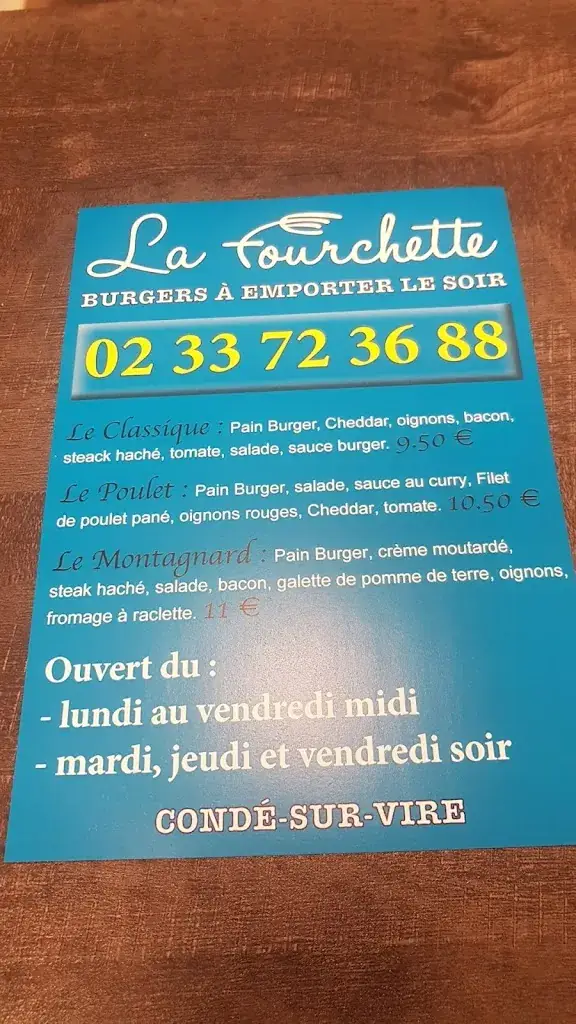 La Fourchette
BURGERS À EMPORTER LE SOIR
02 33 72 36 88
Le Classique : Pain Burger, Cheddar, oignons, bacon,
steack haché, tomate, salade, sauce burger. 9.50 €
Le Poulet : Pain Burger, salade, sauce au curry, Filet
de poulet pané, oignons rouges, Cheddar, tomate. 10.50 €
Le Montagnard : Pain Burger, crème moutardé,
steak haché, salade, bacon, galette de pomme de terre, oignons,
fromage à raclette. 11 €
Ouvert du :
- lundi au vendredi midi
- mardi, jeudi et vendredi soir
CONDÉ-SUR-VIRE